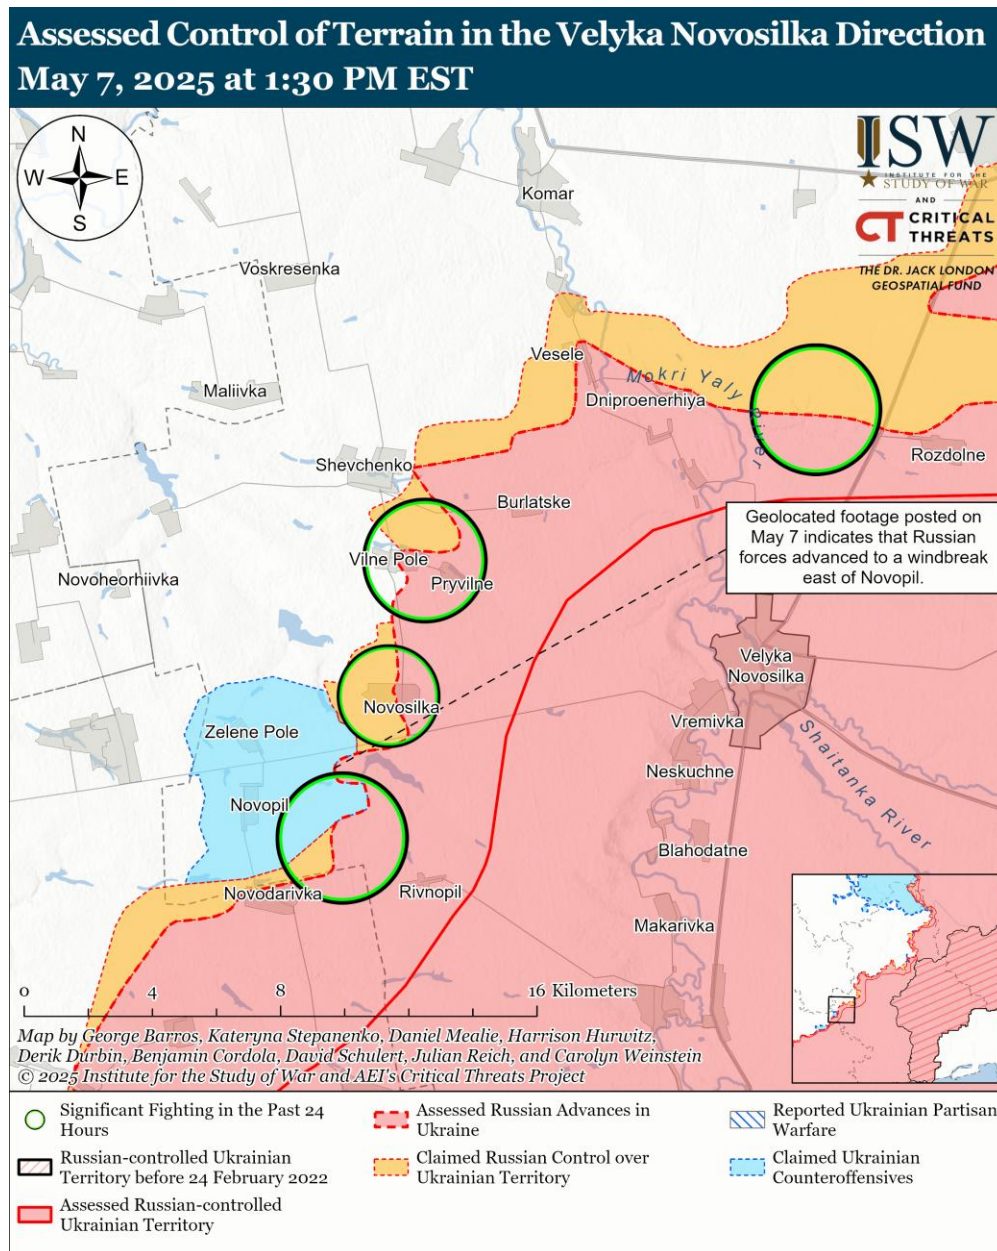 Assessed Control of Terrain in the Velyka Novosilka Direction
May 7, 2025 at 1:30 PM EST
N
W
E
S
ISW
INSTITUTE FOR THE
STUDY OF WAR
AND
CT CRITICAL
THREATS
THE DR. JACK LONDON
GEOSPATIAL FUND
Komar
Voskresenka
Vesele
Mokri Yaly River
Maliivka
Dniproenerhiya
Shevchenko
Rozdolne
Burlatske
Geolocated footage posted on
May 7 indicates that Russian
forces advanced to a windbreak
east of Novopil.
Vilne Pole
Novoheorhiivka
Pryvilne
Velyka
Novosilka
Novosilka
Vremivka
Zelene Pole
Shaitanka River
Neskuchne
Novopil
Blahodatne
Novodarivka
Rivnopil
Makarivka
0
4
8
16 Kilometers
Map by George Barros, Kateryna Stepanenko, Daniel Mealie, Harrison Hurwitz,
Derik Durbin, Benjamin Cordola, David Schulert, Julian Reich, and Carolyn Weinstein
© 2025 Institute for the Study of War and AEI's Critical Threats Project
Significant Fighting in the Past 24
Hours
Russian-controlled Ukrainian
Territory before 24 February 2022
Assessed Russian-controlled
Ukrainian Territory
Assessed Russian Advances in
Ukraine
Claimed Russian Control over
Ukrainian Territory
Reported Ukrainian Partisan
Warfare
Claimed Ukrainian
Counteroffensives